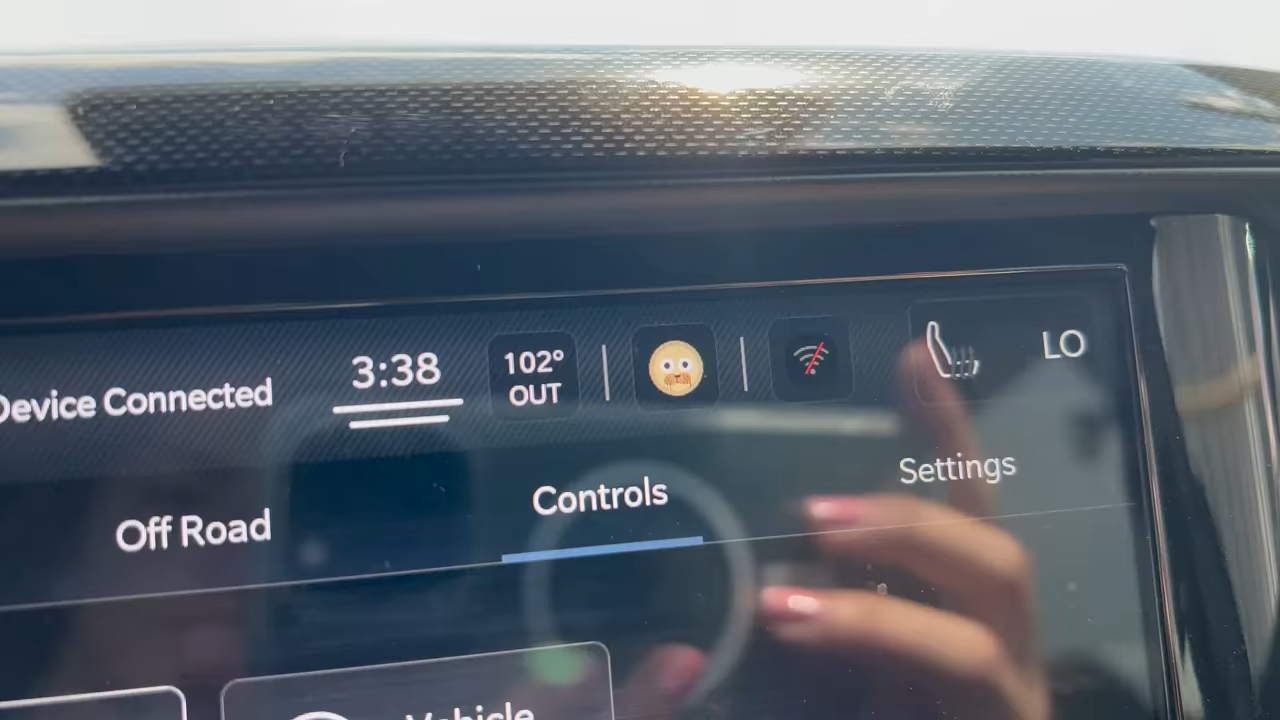 Device Connected
3:38
102°
OUT
LO
Off Road
Controls
Settings
Vehicle